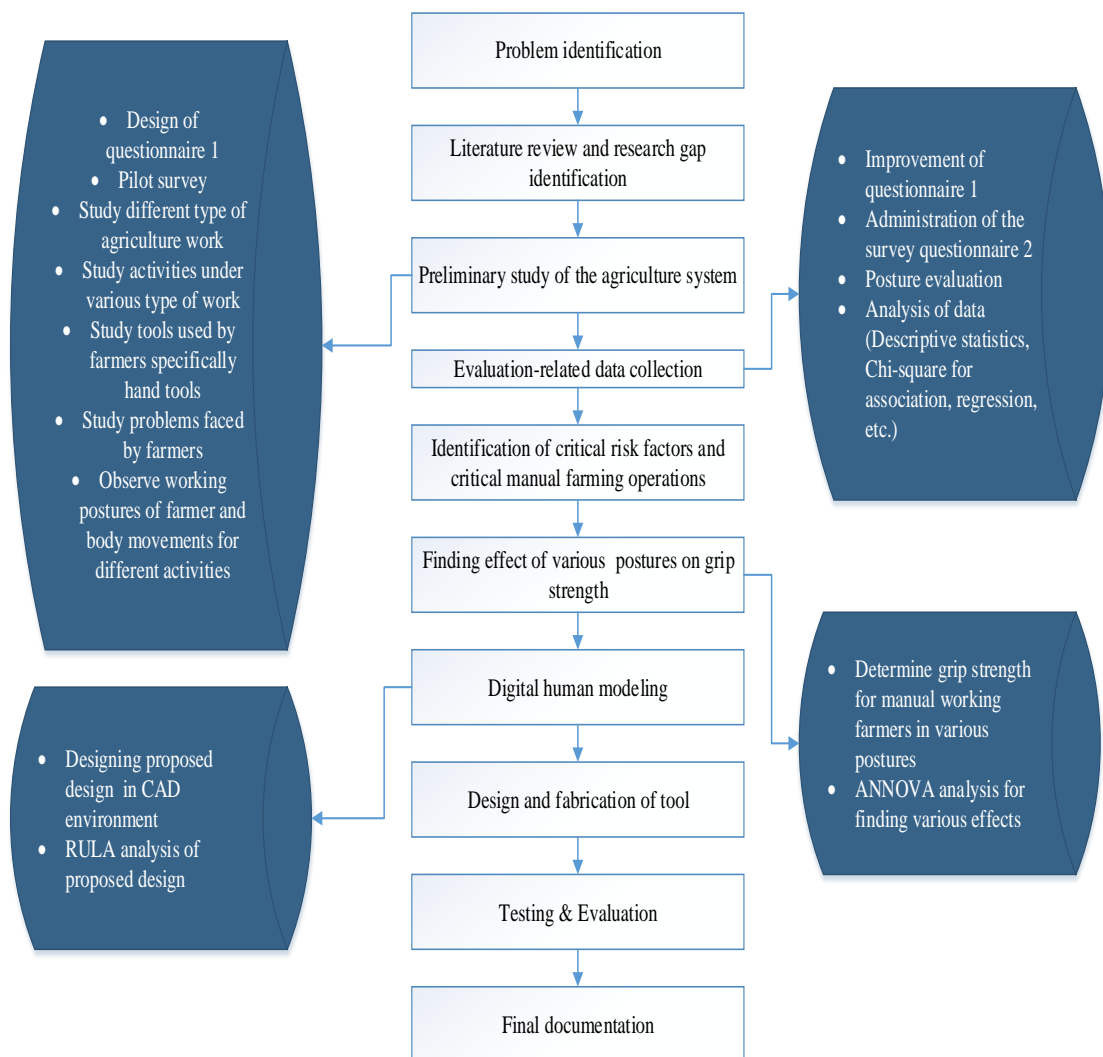 Problem identification
Literature review and research gap
identification
Preliminary study of the agriculture system
Evaluation-related data collection
Identification of critical risk factors and
critical manual farming operations
Finding effect of various postures on grip
strength
Digital human modeling
Design and fabrication of tool
Testing & Evaluation
Final documentation
• Design of
questionnaire 1
• Pilot survey
• Study different type of
agriculture work
• Study activities under
various type of work
• Study tools used by
farmers specifically
hand tools
• Study problems faced
by farmers
• Observe working
postures of farmer and
body movements for
different activities
• Improvement of
questionnaire 1
• Administration of the
survey questionnaire 2
• Posture evaluation
• Analysis of data
(Descriptive statistics,
Chi-square for
association, regression,
etc.)
• Determine grip strength
for manual working
farmers in various
postures
• ANNOVA analysis for
finding various effects
• Designing proposed
design in CAD
environment
• RULA analysis of
proposed design